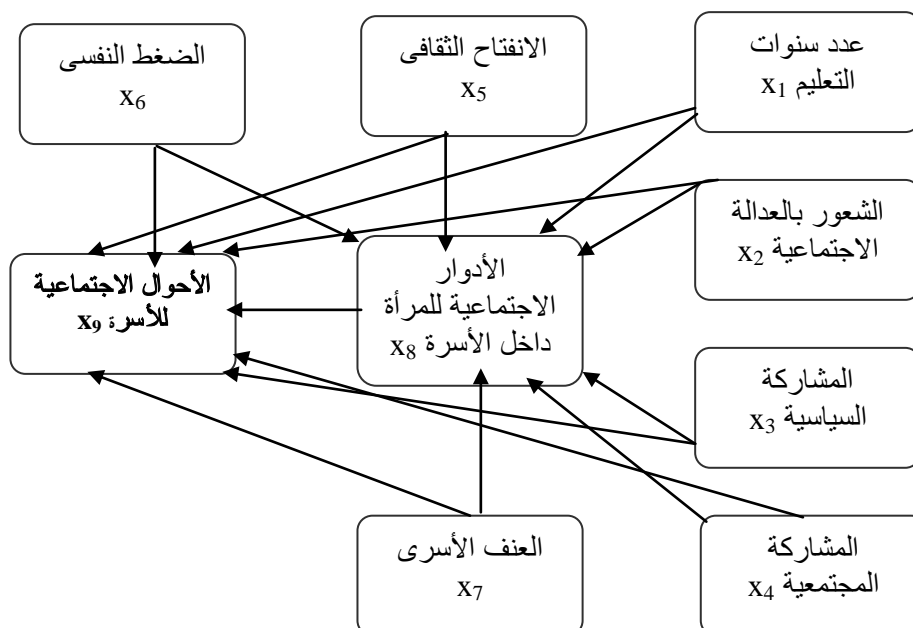 عدد سنوات
التعليم x1
الانفتاح الثقافى
x5
الضغط النفسى
x6
الشعور بالعدالة
الاجتماعية x2
الأدوار
الاجتماعية للمرأة
داخل الأسرة x8
الأحوال الاجتماعية
للأسرة x9
المشاركة
السياسية x3
المشاركة
المجتمعية x4
العنف الأسرى
x7